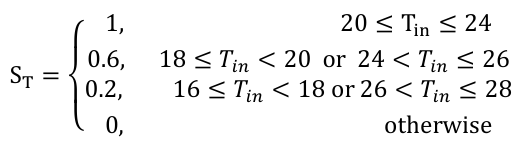 S_T = { 1, 20 ≤ T_in ≤ 24
0.6, 18 ≤ T_in < 20 or 24 < T_in ≤ 26
0.2, 16 ≤ T_in < 18 or 26 < T_in ≤ 28
0, otherwise